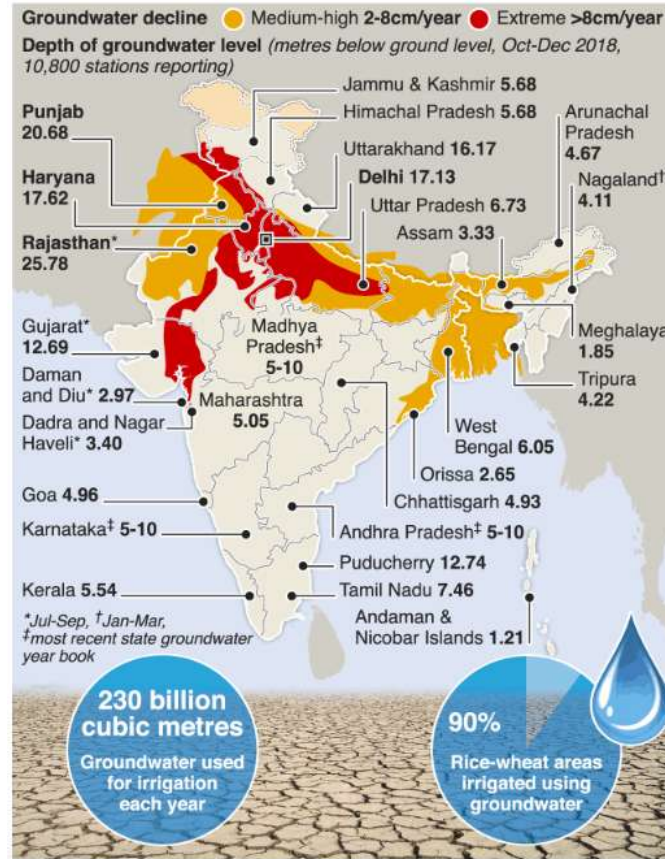 Groundwater decline Medium-high 2-8cm/year Extreme >8cm/year
Depth of groundwater level (metres below ground level, Oct-Dec 2018,
10,800 stations reporting)
Jammu & Kashmir 5.68
Himachal Pradesh 5.68
Arunachal
Pradesh
4.67
Punjab
20.68
Uttarakhand 16.17
Nagaland†
4.11
Haryana
17.62
Delhi 17.13
Uttar Pradesh 6.73
Assam 3.33
Rajasthan*
25.78
Gujarat*
12.69
Madhya
Pradesh‡
5-10
Meghalaya
1.85
Daman
and Diu* 2.97
Maharashtra
5.05
Tripura
4.22
Dadra and Nagar
Haveli* 3.40
West
Bengal 6.05
Orissa 2.65
Goa 4.96
Chhattisgarh 4.93
Karnataka‡ 5-10
Andhra Pradesh‡ 5-10
Puducherry 12.74
Kerala 5.54
Tamil Nadu 7.46
Andaman &
Nicobar Islands 1.21
*Jul-Sep, †Jan-Mar,
‡most recent state groundwater
year book
230 billion
cubic metres
Groundwater used
for irrigation
each year
90%
Rice-wheat areas
irrigated using
groundwater